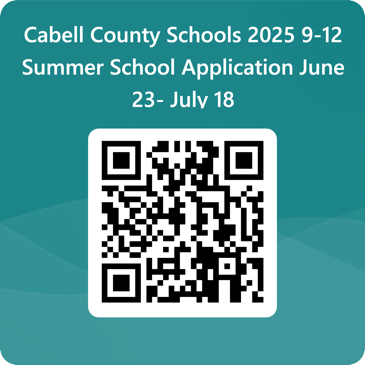 Cabell County Schools 2025 9-12
Summer School Application June
23- July 18